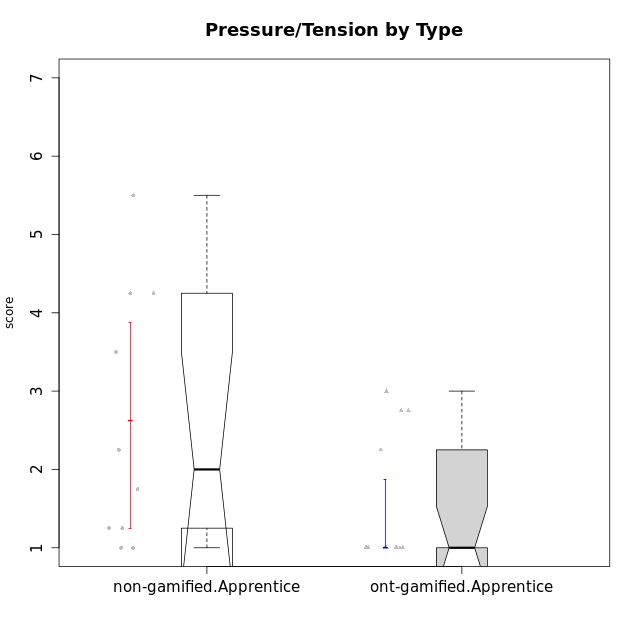 Pressure/Tension by Type
7
6
5
4
3
2
1
score
non-gamified.Apprentice
ont-gamified.Apprentice